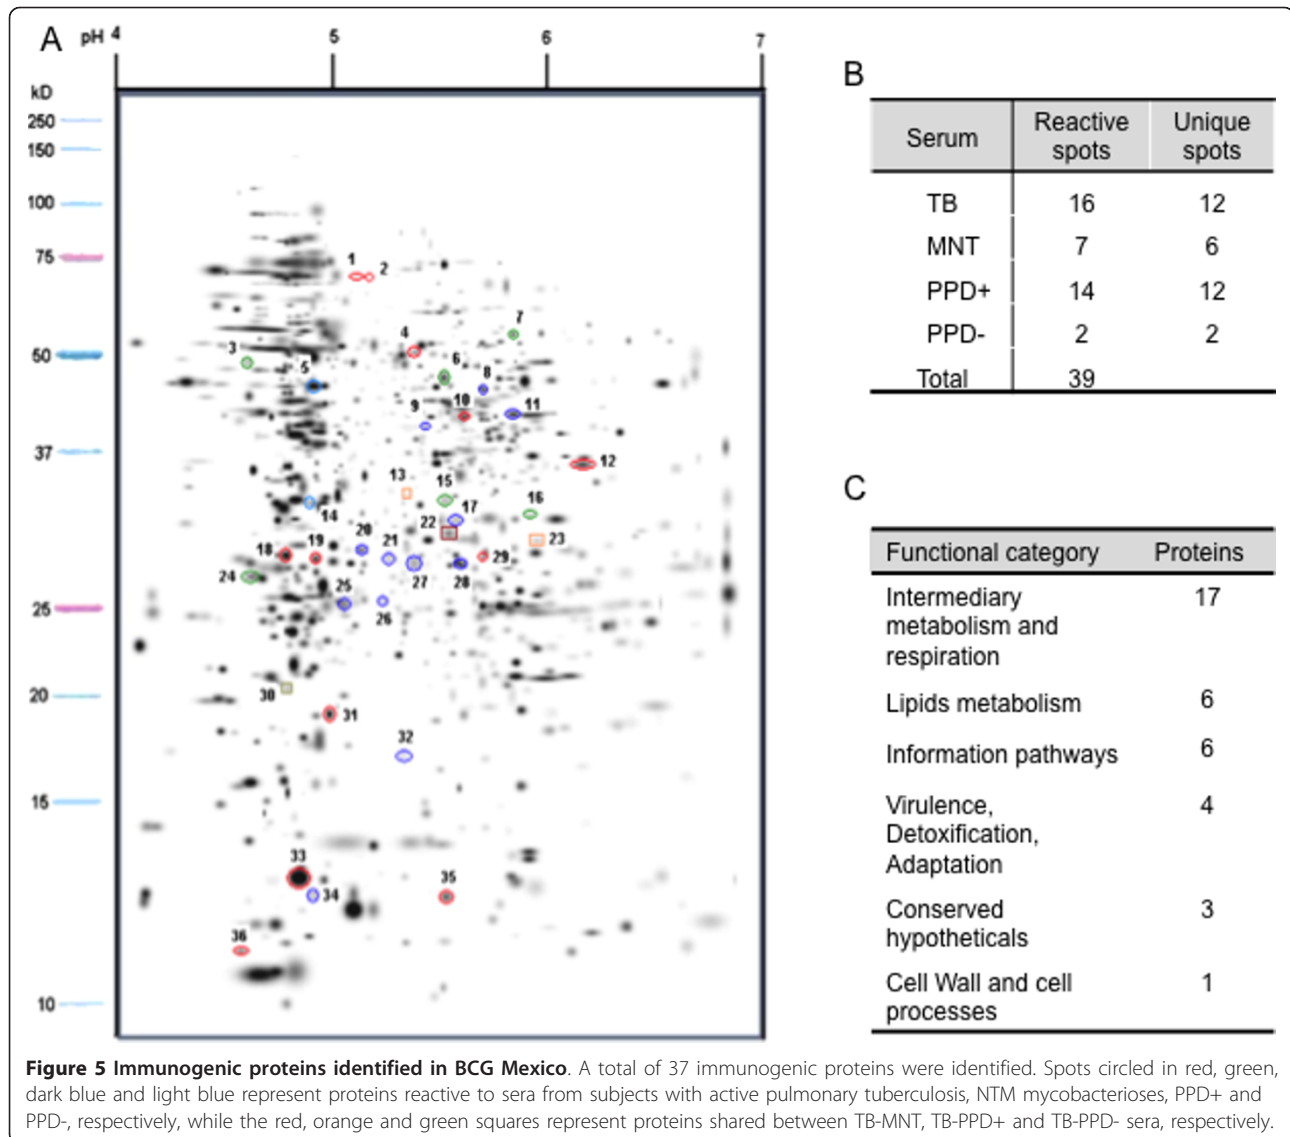 A
pH 4 5 6 7
kD
250
150
100
75
50
37
25
20
15
10
1 2
7
4
3
6
5
8
9 10 11
12
13
15
16
14
17
22
20
21
23
18 19
29
24
27 28
25
26
30
31
32
33
34
35
36
B
Serum Reactive spots Unique spots
TB 16 12
MNT 7 6
PPD+ 14 12
PPD- 2 2
Total 39
C
Functional category Proteins
Intermediary 17
metabolism and
respiration
Lipids metabolism 6
Information pathways 6
Virulence, 4
Detoxification,
Adaptation
Conserved 3
hypotheticals
Cell Wall and cell 1
processes
Figure 5 Immunogenic proteins identified in BCG Mexico. A total of 37 immunogenic proteins were identified. Spots circled in red, green,
dark blue and light blue represent proteins reactive to sera from subjects with active pulmonary tuberculosis, NTM mycobacterioses, PPD+ and
PPD-, respectively, while the red, orange and green squares represent proteins shared between TB-MNT, TB-PPD+ and TB-PPD- sera, respectively.